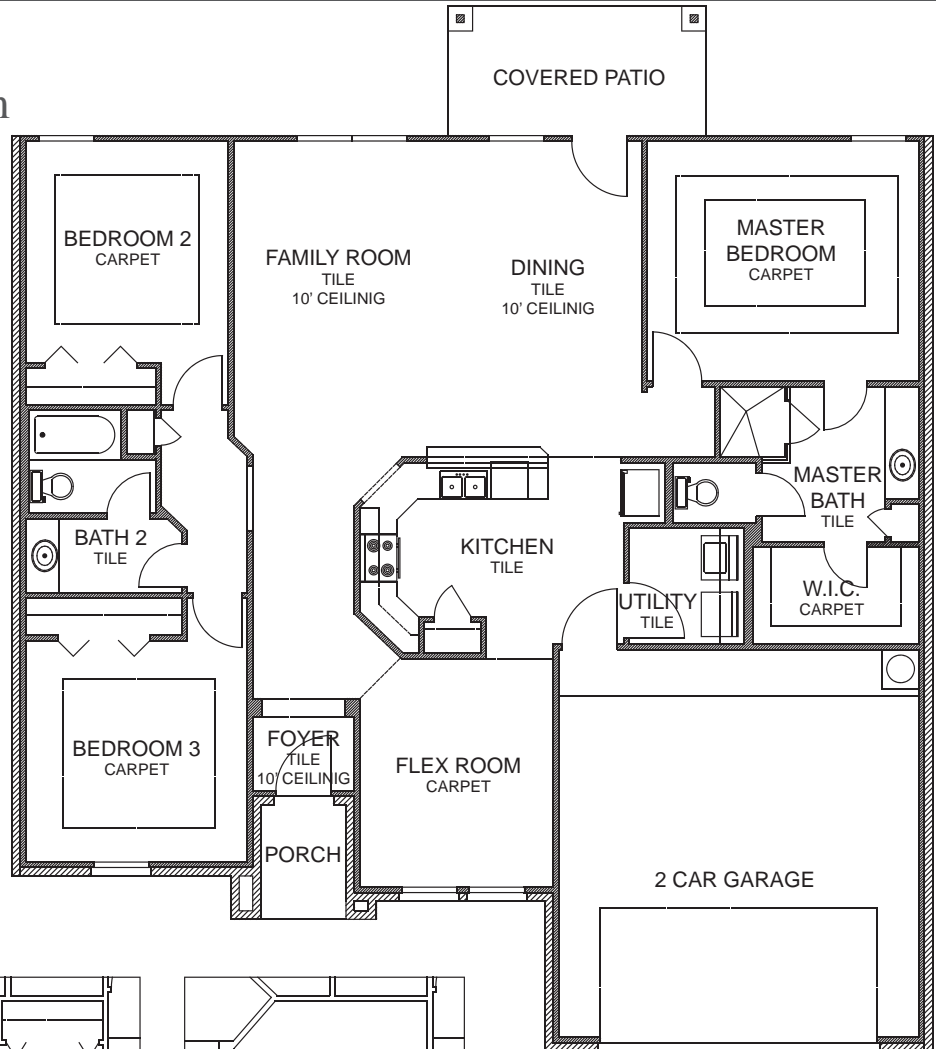 COVERED PATIO
BEDROOM 2
CARPET
FAMILY ROOM
TILE
10' CEILINIG
DINING
TILE
10' CEILINIG
MASTER
BEDROOM
CARPET
BATH 2
TILE
KITCHEN
TILE
MASTER
BATH
TILE
UTILITY
TILE
W.I.C.
CARPET
BEDROOM 3
CARPET
FOYER
TILE
10' CEILINIG
FLEX ROOM
CARPET
PORCH
2 CAR GARAGE